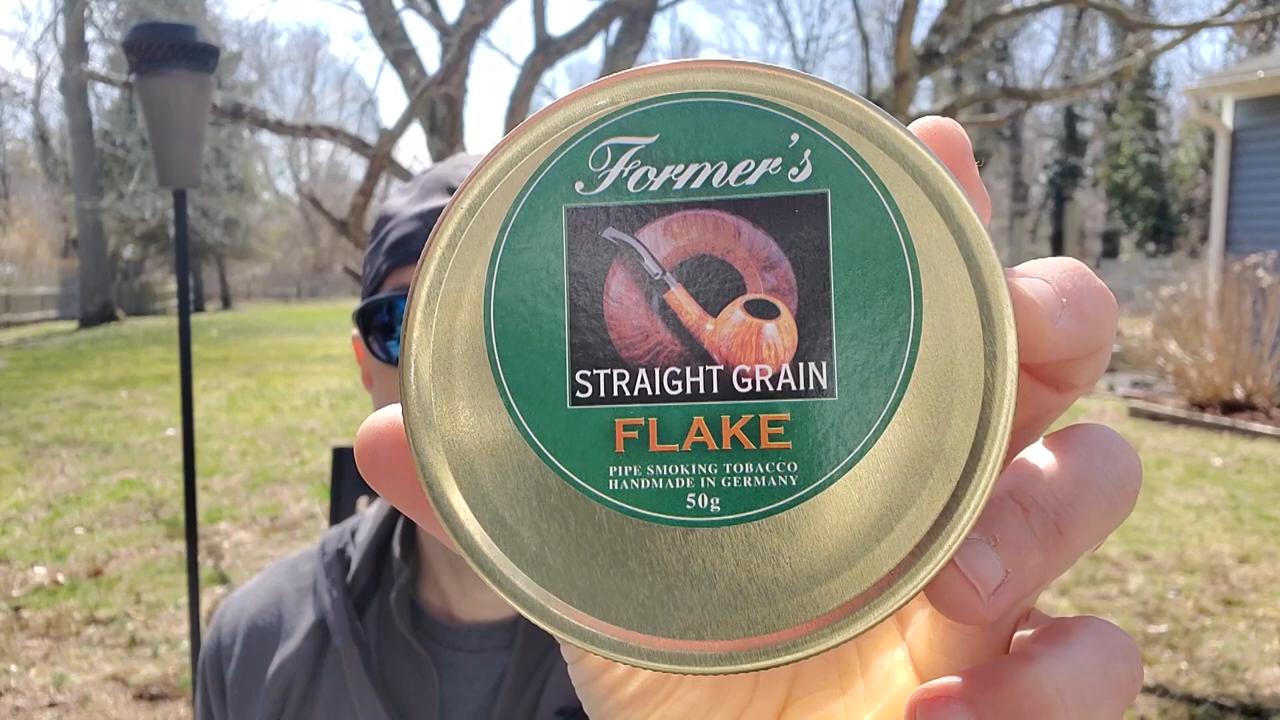 Former's
STRAIGHT GRAIN
FLAKE
PIPE SMOKING TOBACCO
HANDMADE IN GERMANY
50g